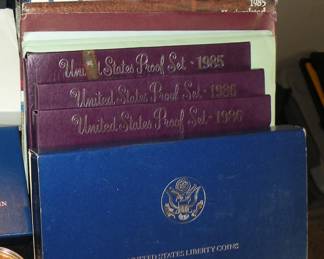 1985
United States Proof Set - 1985
United States Proof Set - 1986
United States Proof Set - 1986
UNITED STATES LIBERTY COINS